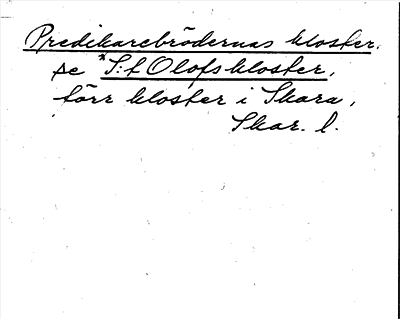 Predikarebrödernas kloster.
se *S:t Olofs kloster,
förr kloster i Skara,
Skar. l.